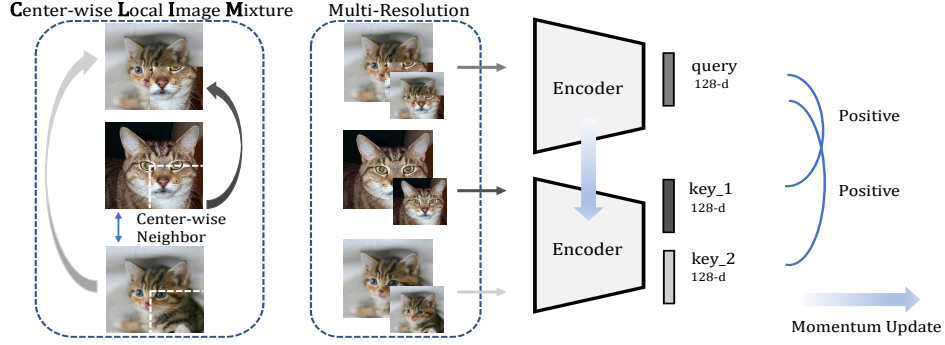 Center-wise Local Image Mixture
Multi-Resolution
Center-wise
Neighbor
Encoder
Encoder
query
128-d
key_1
128-d
key_2
128-d
Positive
Positive
Momentum Update